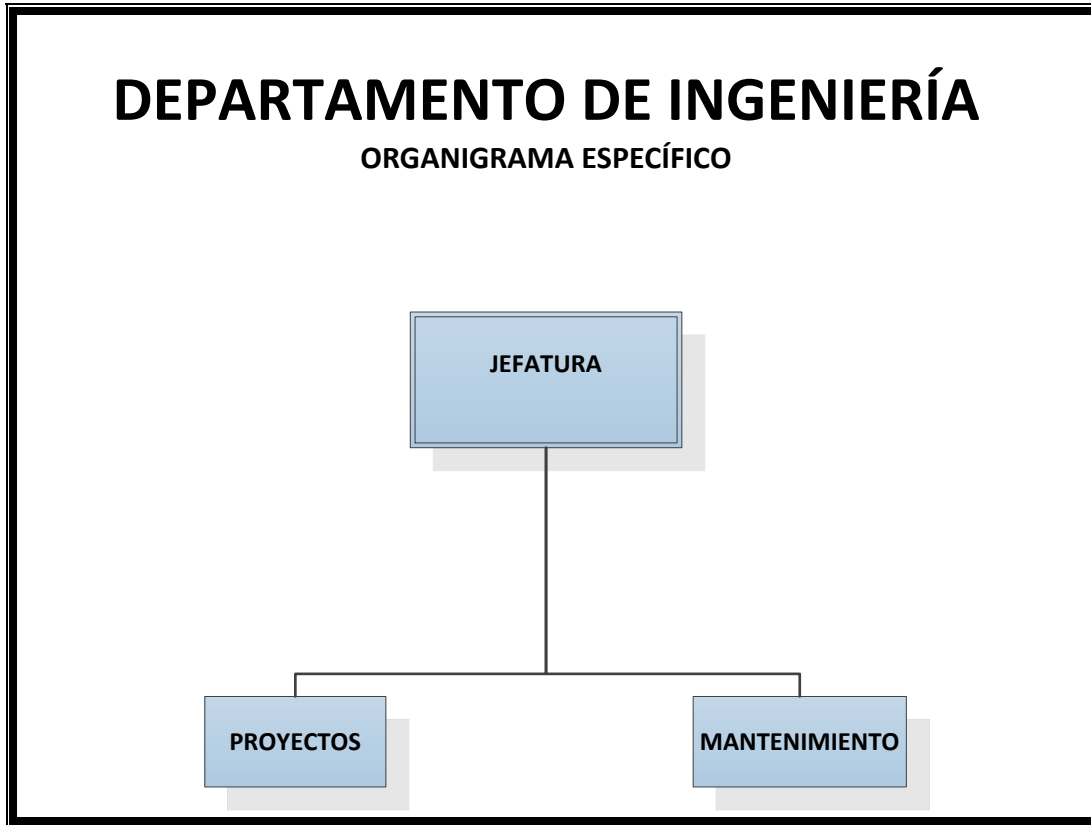 DEPARTAMENTO DE INGENIERÍA
ORGANIGRAMA ESPECÍFICO
JEFATURA
PROYECTOS
MANTENIMIENTO